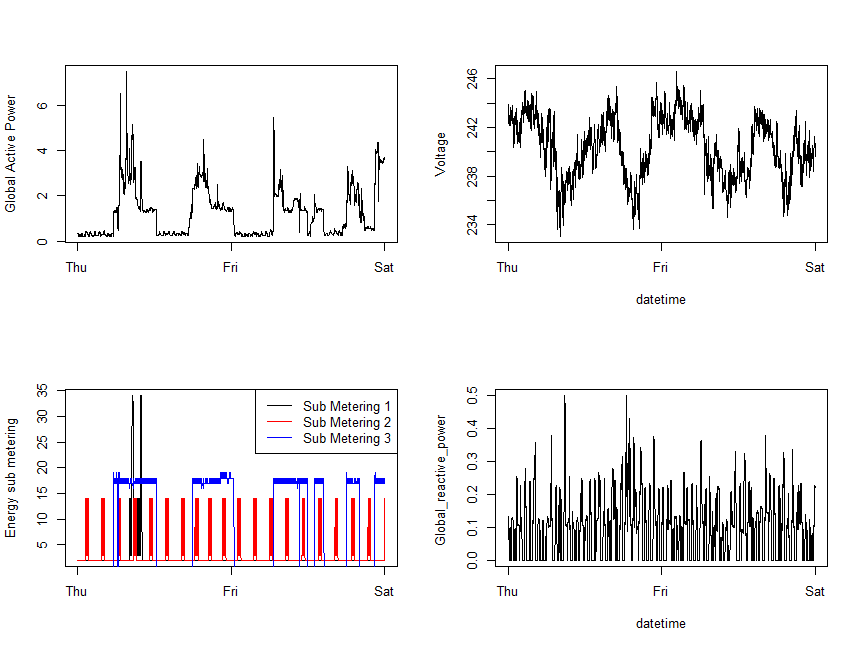 Global Active Power
0
2
4
6
Thu
Fri
Sat
Voltage
234
238
242
246
Thu
Fri
Sat
datetime
Energy sub metering
5
10
15
20
25
30
35
Sub Metering 1
Sub Metering 2
Sub Metering 3
Thu
Fri
Sat
Global_reactive_power
0.0
0.1
0.2
0.3
0.4
0.5
Thu
Fri
Sat
datetime